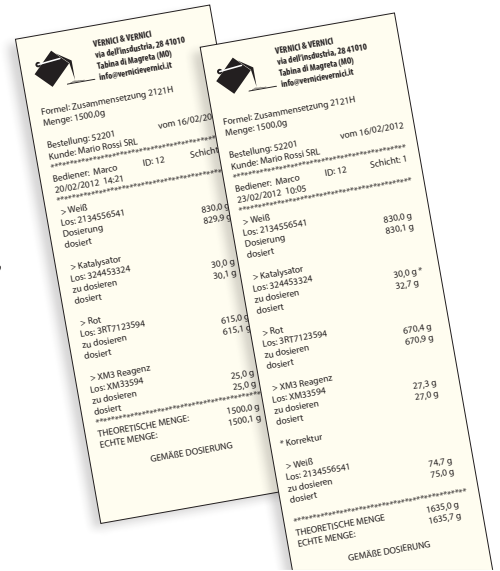 VERNICI & VERNICI
via dell'insdustria, 28 41010
Tabina di Magreta (MO)
info@vernicievernici.it
Formel: Zusammensetzung 2121H
Menge: 1500,0g
Bestellung: 52201 vom 16/02/20
Kunde: Mario Rossi SRL
****************************************
Bediener: Marco ID: 12 Schicht
20/02/2012 14:21
****************************************
> Weiß
Los: 2134556541 830,0 g
Dosierung 829,9 g
dosiert
> Katalysator
Los: 324453324 30,0 g
zu dosieren 30,1 g
dosiert
> Rot
Los: 3RT7123594 615,0 g
zu dosieren 615,1 g
dosiert
> XM3 Reagenz
Los: XM33594 25,0 g
zu dosieren 25,0 g
dosiert
****************************************
THEORETISCHE MENGE: 1500,0 g
ECHTE MENGE: 1500,1 g
GEMÄßE DOSIERUNG
VERNICI & VERNICI
via dell'insdustria, 28 41010
Tabina di Magreta (MO)
info@vernicievernici.it
Formel: Zusammensetzung 2121H
Menge: 1500,0g
Bestellung: 52201 vom 16/02/2012
Kunde: Mario Rossi SRL
****************************************
Bediener: Marco ID: 12 Schicht: 1
23/02/2012 10:05
****************************************
> Weiß
Los: 2134556541 830,0 g
Dosierung 830,1 g
dosiert
> Katalysator
Los: 324453324 30,0 g *
zu dosieren 32,7 g
dosiert
> Rot
Los: 3RT7123594 670,4 g
zu dosieren 670,9 g
dosiert
> XM3 Reagenz
Los: XM33594 27,3 g
zu dosieren 27,0 g
dosiert
* Korrektur
> Weiß
Los: 2134556541 74,7 g
zu dosieren 75,0 g
dosiert
****************************************
THEORETISCHE MENGE 1635,0 g
ECHTE MENGE: 1635,7 g
GEMÄßE DOSIERUNG